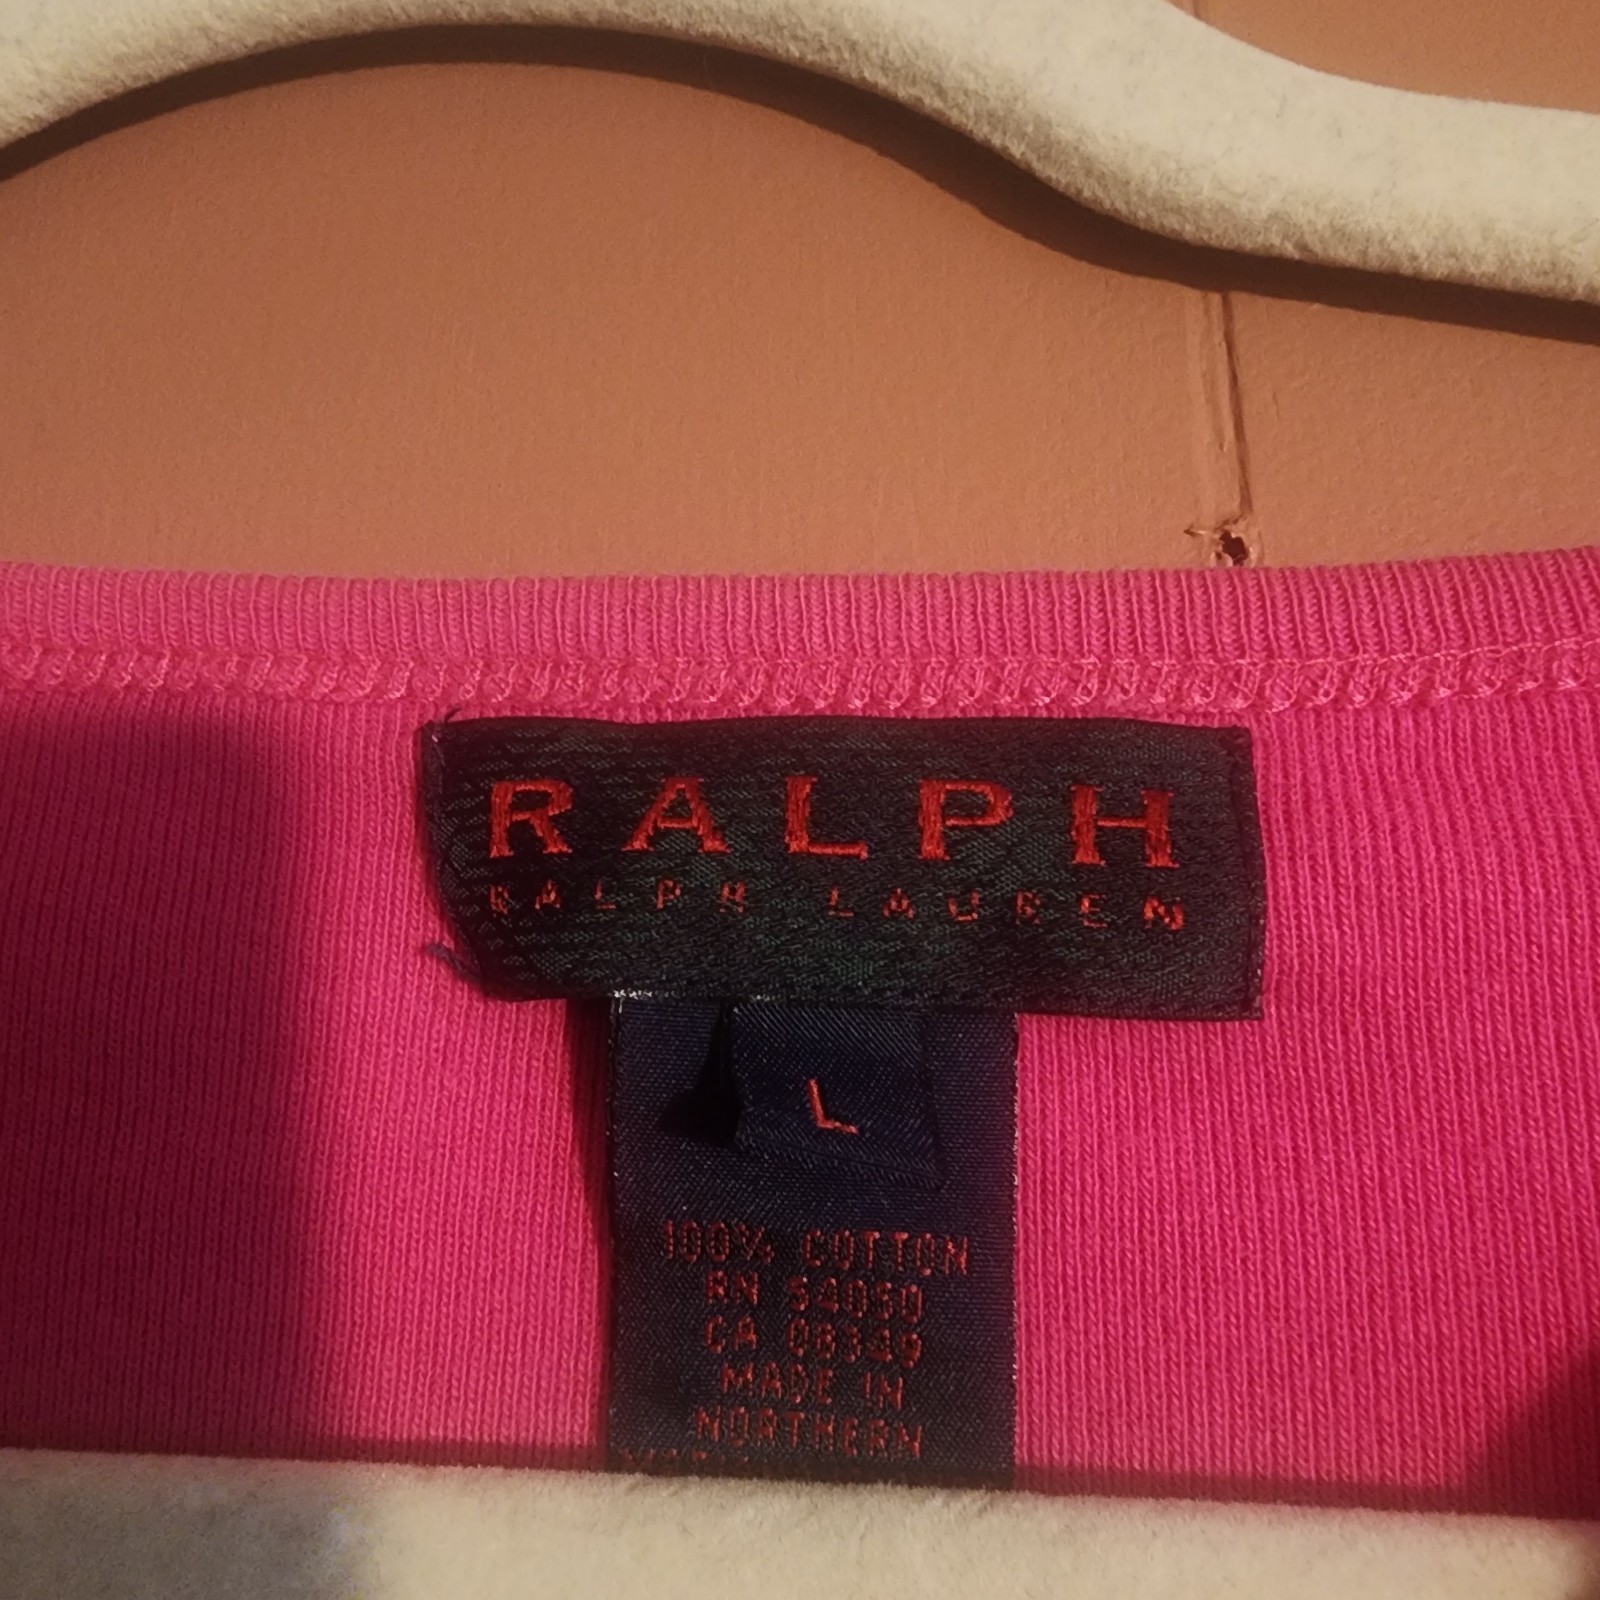 RALPH
RALPH LAUREN
L
100% COTTON
RN 54050
CA 08349
MADE IN
NORTHERN